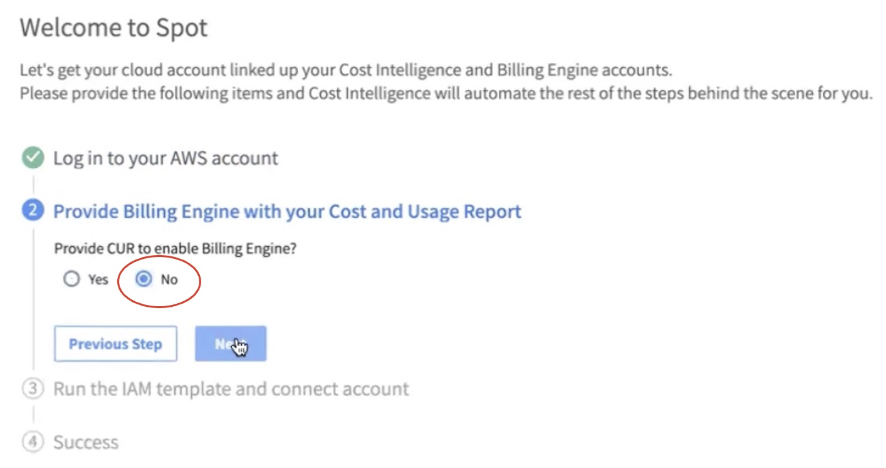 Welcome to Spot
Let's get your cloud account linked up your Cost Intelligence and Billing Engine accounts.
Please provide the following items and Cost Intelligence will automate the rest of the steps behind the scene for you.
Log in to your AWS account
2 Provide Billing Engine with your Cost and Usage Report
Provide CUR to enable Billing Engine?
Yes No
Previous Step
3 Run the IAM template and connect account
4 Success